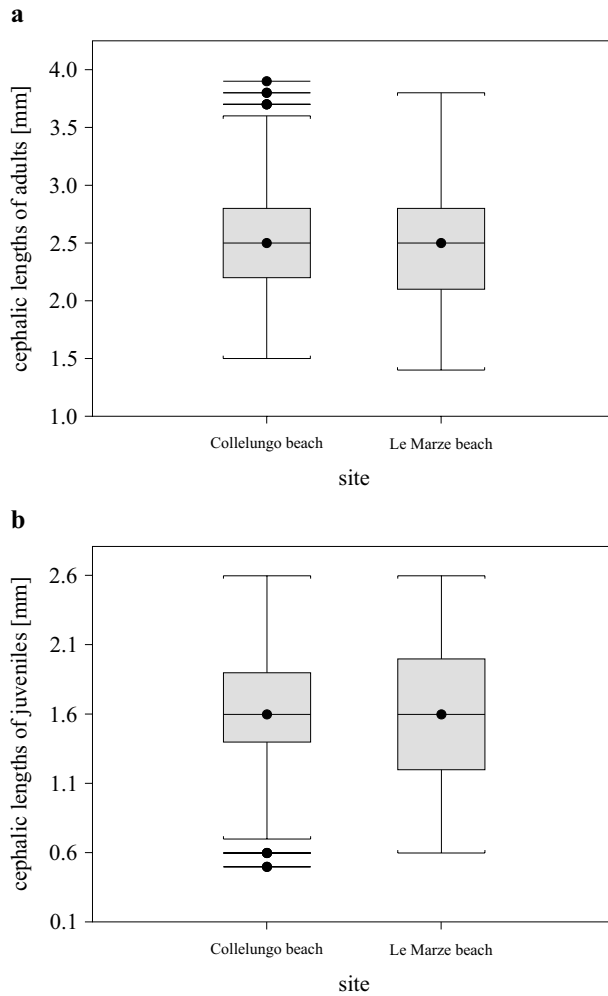 a
cephalic lengths of adults [mm]
4.0
3.5
3.0
2.5
2.0
1.5
1.0
Collelungo beach
Le Marze beach
site
b
cephalic lengths of juveniles [mm]
2.6
2.1
1.6
1.1
0.6
0.1
Collelungo beach
Le Marze beach
site